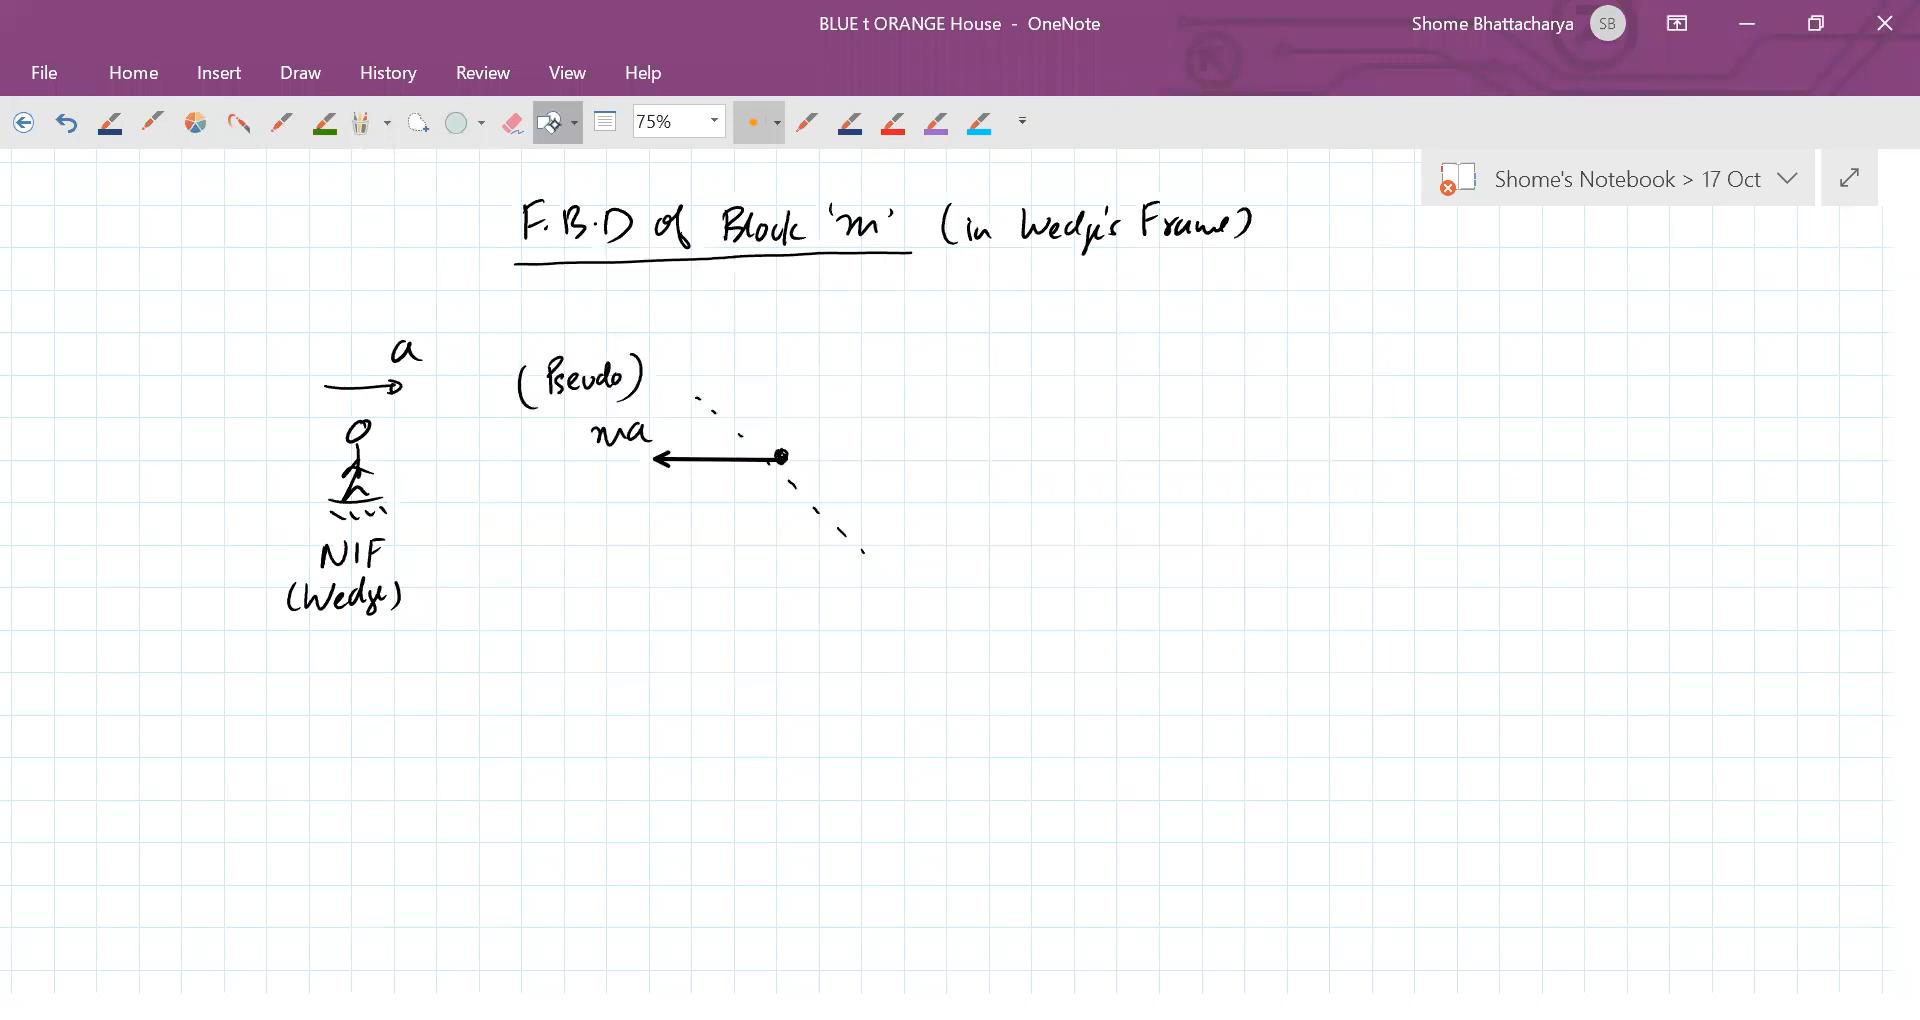 BLUE t ORANGE House - OneNote
Shome Bhattacharya SB
File Home Insert Draw History Review View Help
75%
Shome's Notebook > 17 Oct
F.B.D of Block 'm' (in Wedge's Frame)
a
(Pseudo)
ma
NIF
(Wedge)